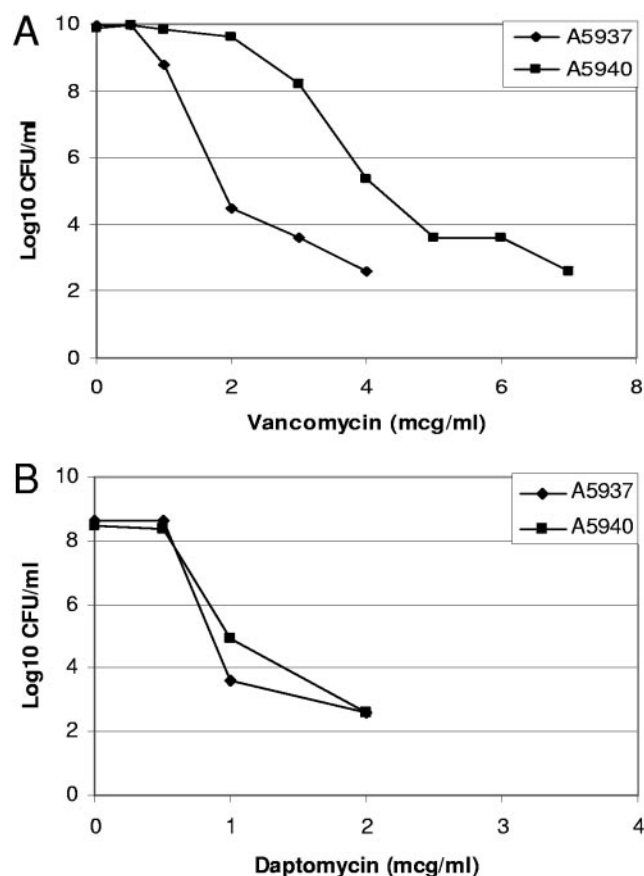 A
A5937
A5940
Log10 CFU/ml
10
8
6
4
2
0
0 2 4 6 8
Vancomycin (mcg/ml)
B
A5937
A5940
Log10 CFU/ml
10
8
6
4
2
0
0 1 2 3 4
Daptomycin (mcg/ml)